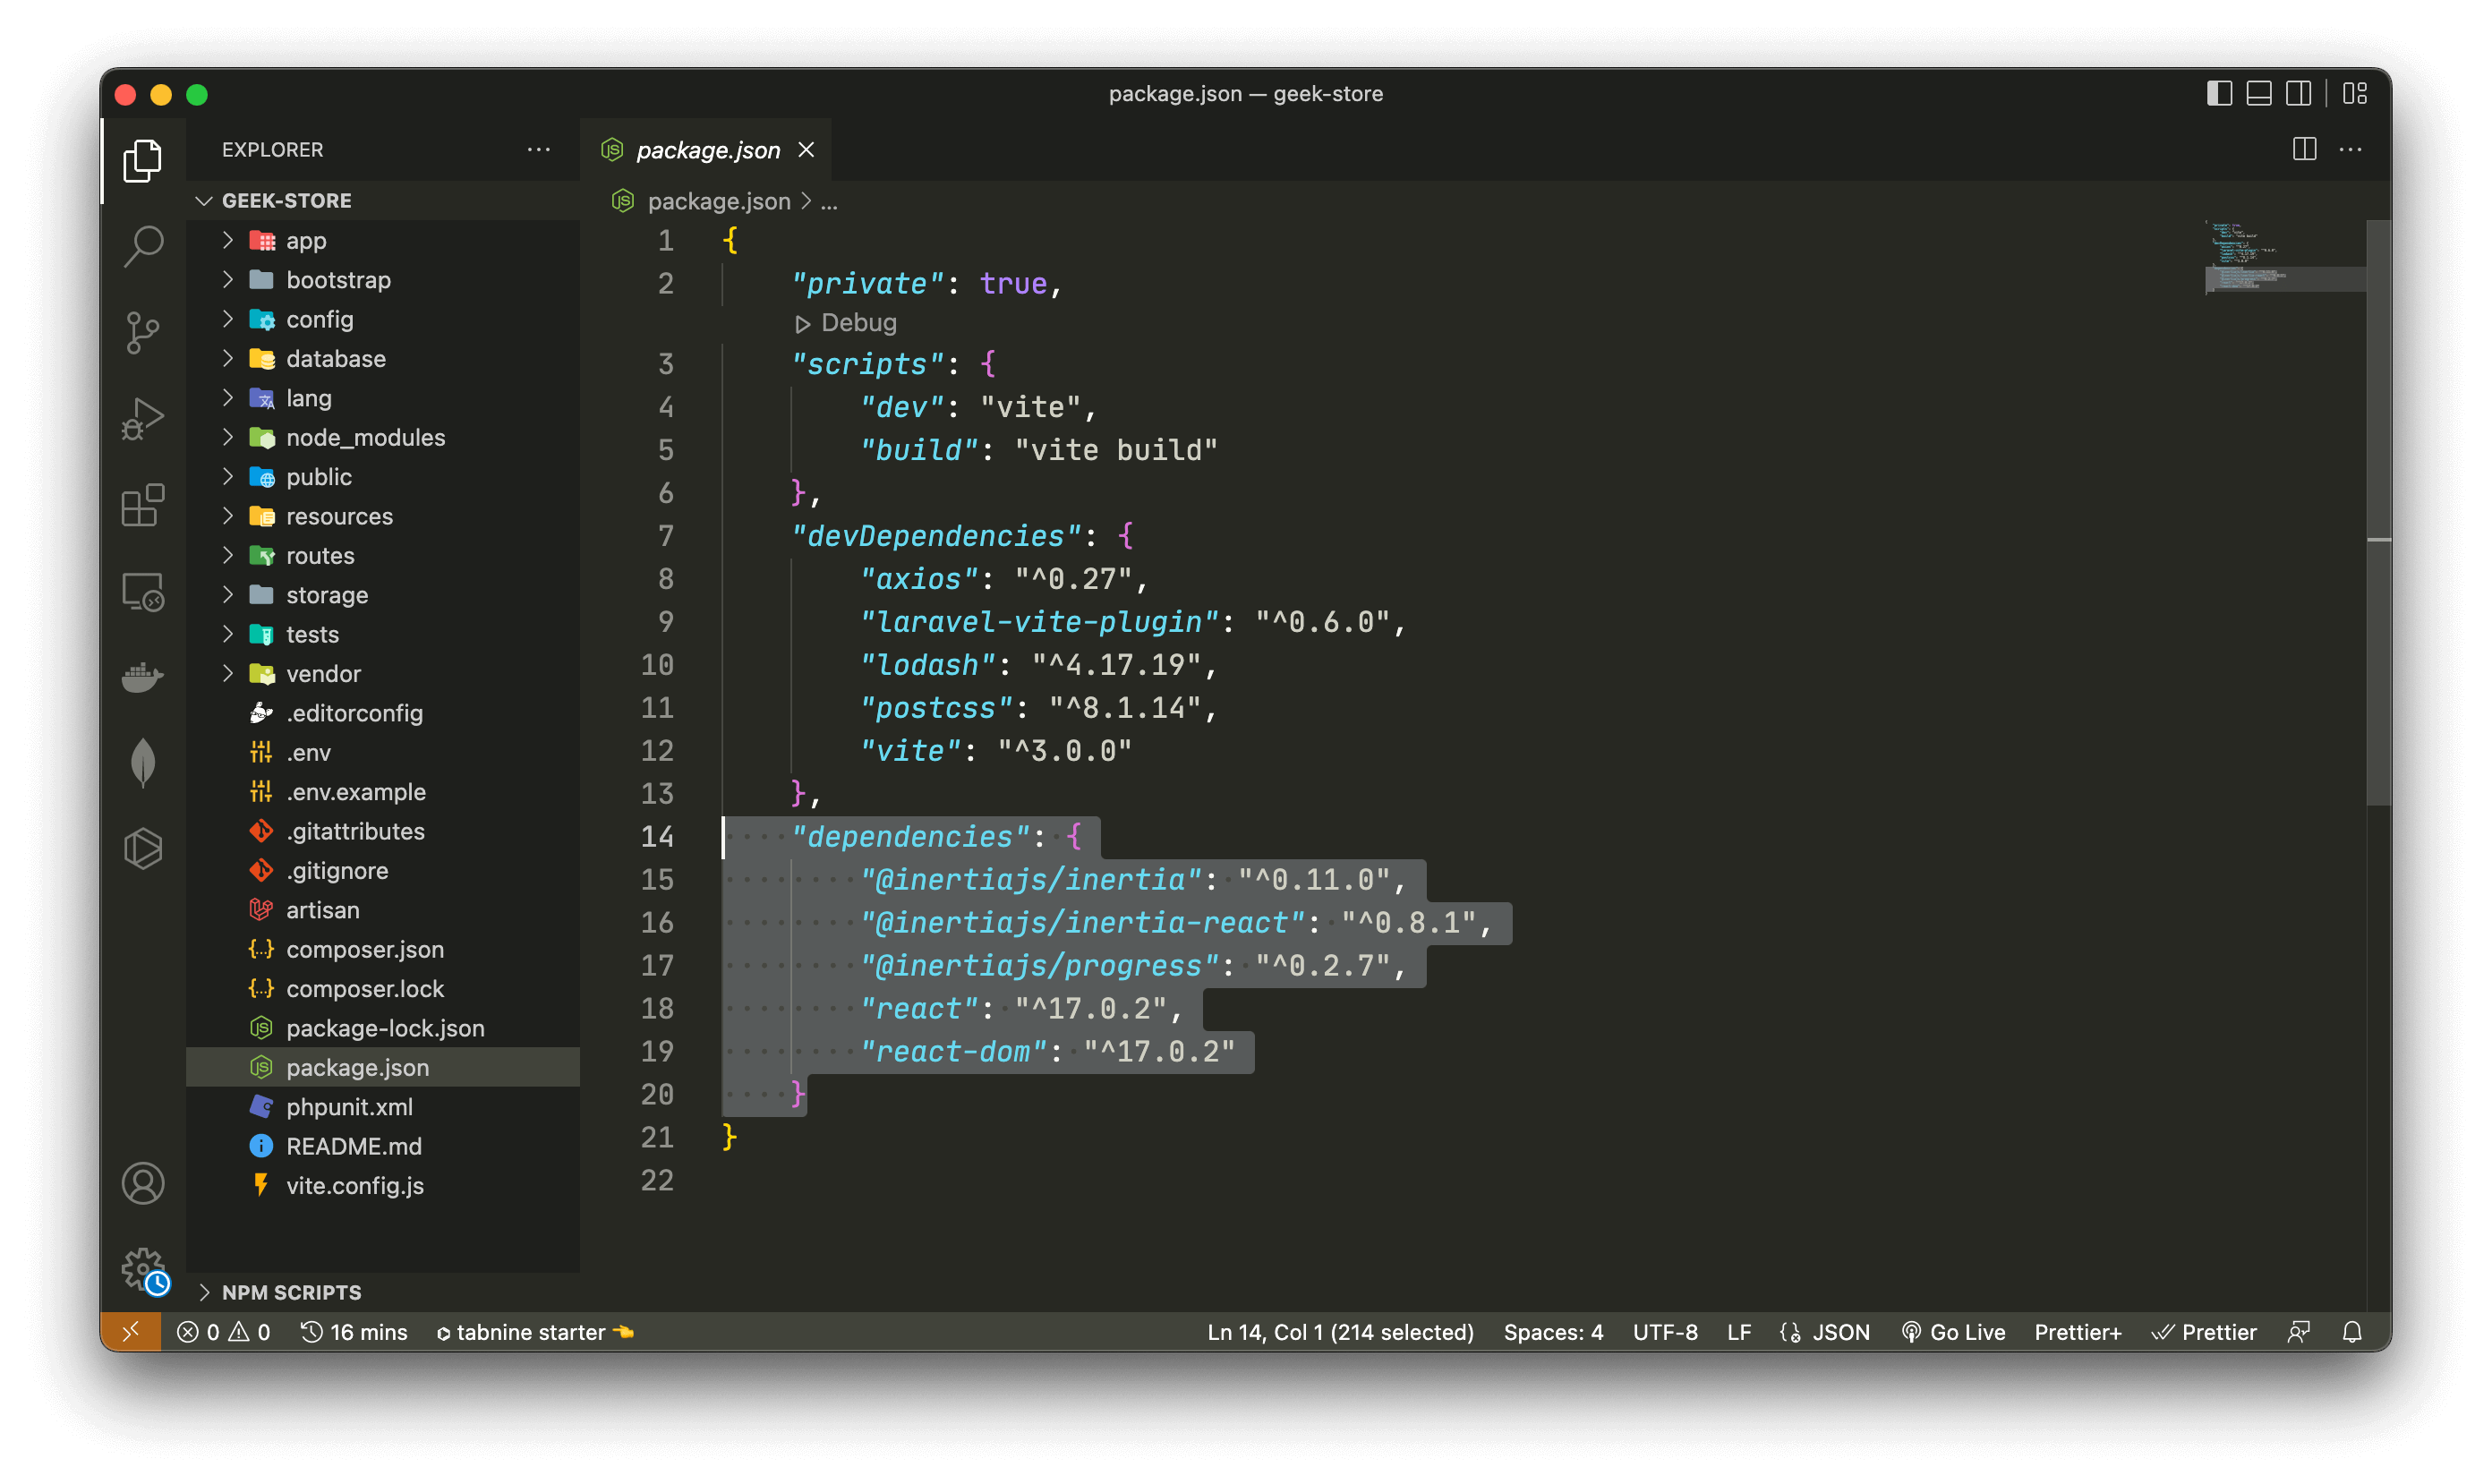 package.json — geek-store
EXPLORER
package.json
GEEK-STORE
package.json > ...
app
bootstrap
config
database
lang
node_modules
public
resources
routes
storage
tests
vendor
.editorconfig
.env
.env.example
.gitattributes
.gitignore
artisan
composer.json
composer.lock
package-lock.json
package.json
phpunit.xml
README.md
vite.config.js
NPM SCRIPTS
1 {
2     "private": true,
Debug
3     "scripts": {
4         "dev": "vite",
5         "build": "vite build"
6     },
7     "devDependencies": {
8         "axios": "^0.27",
9         "laravel-vite-plugin": "^0.6.0",
10         "lodash": "^4.17.19",
11         "postcss": "^8.1.14",
12         "vite": "^3.0.0"
13     },
14     "dependencies": {
15         "@inertiajs/inertia": "^0.11.0",
16         "@inertiajs/inertia-react": "^0.8.1",
17         "@inertiajs/progress": "^0.2.7",
18         "react": "^17.0.2",
19         "react-dom": "^17.0.2"
20     }
21 }
22
0 0 16 mins tabnine starter Ln 14, Col 1 (214 selected) Spaces: 4 UTF-8 LF JSON Go Live Prettier+ Prettier